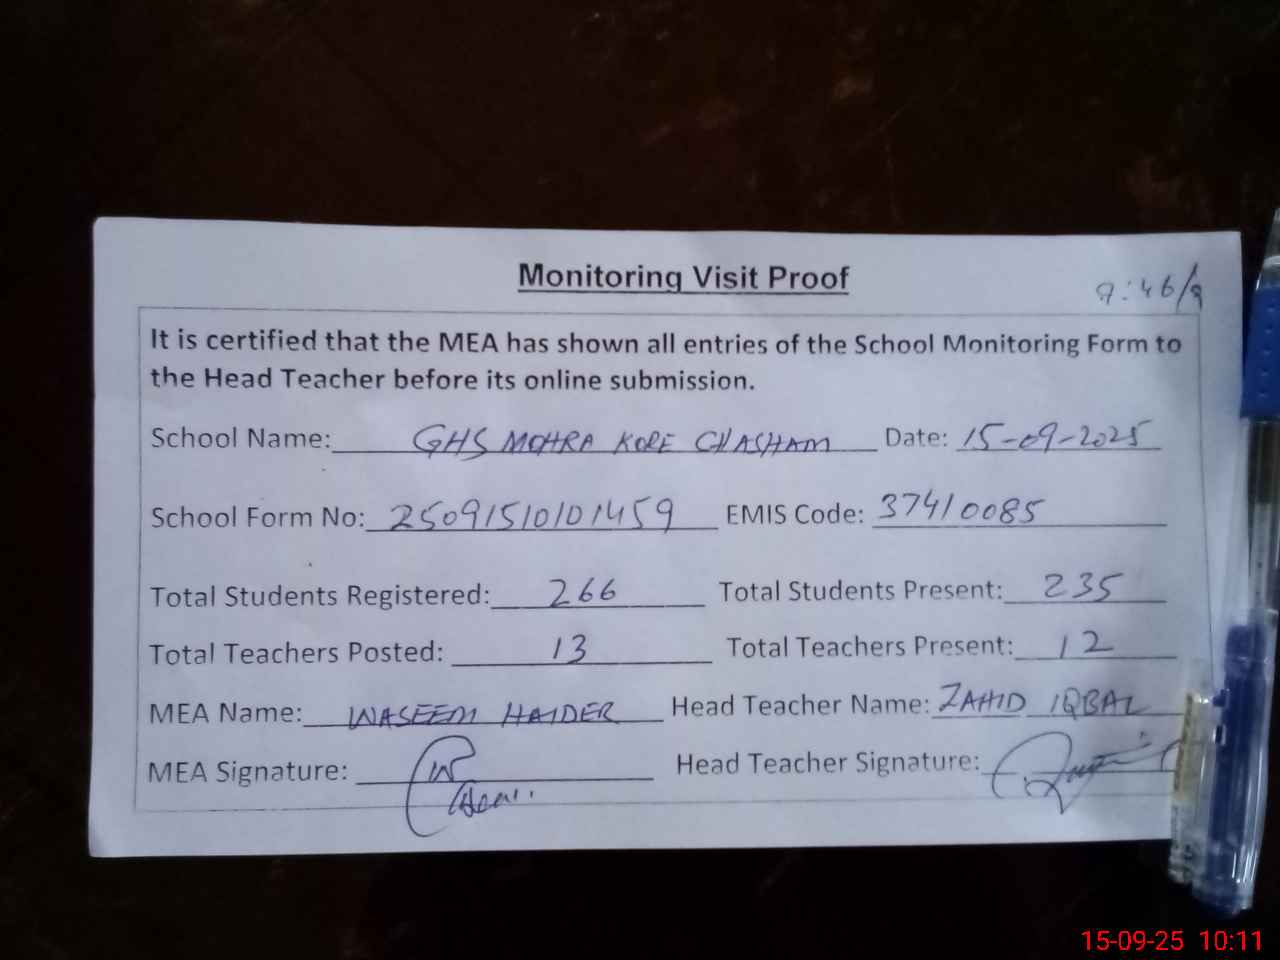 Monitoring Visit Proof
9:46/
It is certified that the MEA has shown all entries of the School Monitoring Form to
the Head Teacher before its online submission.
School Name: GHS MOHRA KORE CHASHAM Date: 15-09-2025
School Form No: 2509151010 1459 EMIS Code: 37410085
Total Students Registered: 266 Total Students Present: 235
Total Teachers Posted: 13 Total Teachers Present: 12
MEA Name: WASEEM HAIDER Head Teacher Name: ZAHID IQBAL
MEA Signature: Head Teacher Signature:
15-09-25 10:11